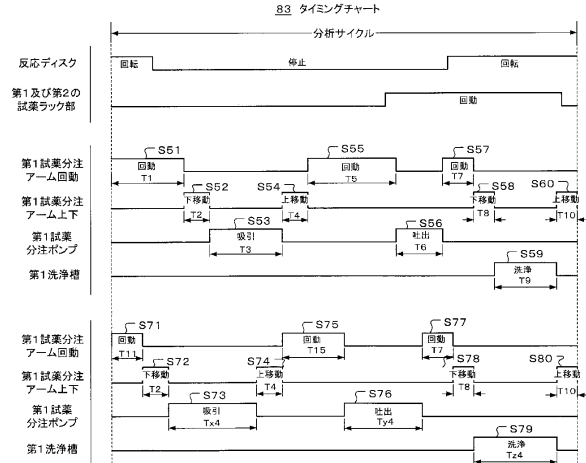 83 タイミングチャート
分析サイクル
反応ディスク
回転 停止 回転
第1及び第2の
試薬ラック部
回動
第1試薬分注
アーム回動
S51 回動 T1
S55 回動 T5
S57 回動 T7
第1試薬分注
アーム上下
S52 下移動 T2
S54 上移動 T4
S58 下移動 T8
S60 上移動 T10
第1試薬
分注ポンプ
S53 吸引 T3
S56 吐出 T6
第1洗浄槽
S59 洗浄 T9
第1試薬分注
アーム回動
S71 回動 T11
S75 回動 T15
S77 回動 T7
第1試薬分注
アーム上下
S72 下移動 T2
S74 上移動 T4
S78 下移動 T8
S80 上移動 T10
第1試薬
分注ポンプ
S73 吸引 Tx4
S76 吐出 Ty4
第1洗浄槽
S79 洗浄 Tz4